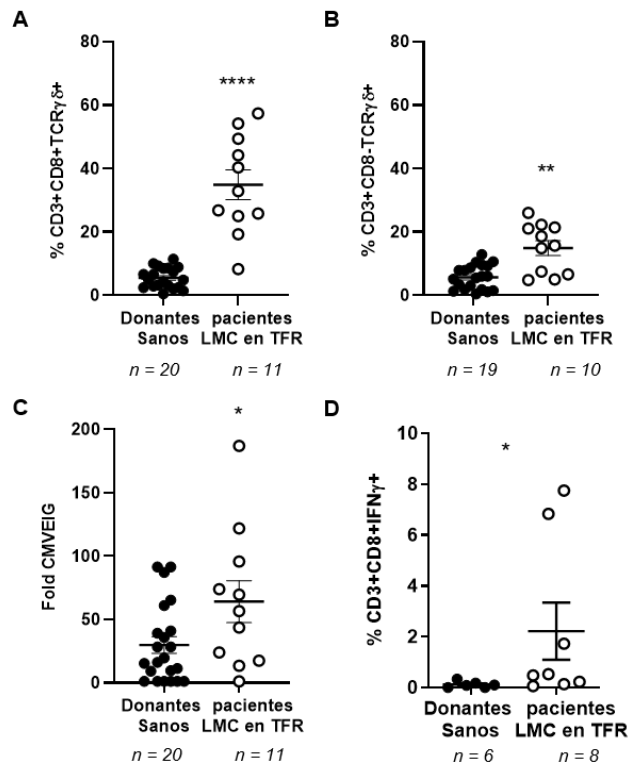 A
% CD3+CD8+TCRγδ+
80
60
40
20
0
****
Donantes
Sanos
pacientes
LMC en TFR
n = 20
n = 11
B
% CD3+CD8-TCRγδ+
80
60
40
20
0
**
Donantes
Sanos
pacientes
LMC en TFR
n = 19
n = 10
C
Fold CMVEIG
200
150
100
50
0
*
Donantes
Sanos
pacientes
LMC en TFR
n = 20
n = 11
D
% CD3+CD8+IFNγ+
10
8
6
4
2
0
*
Donantes
Sanos
pacientes
LMC en TFR
n = 6
n = 8